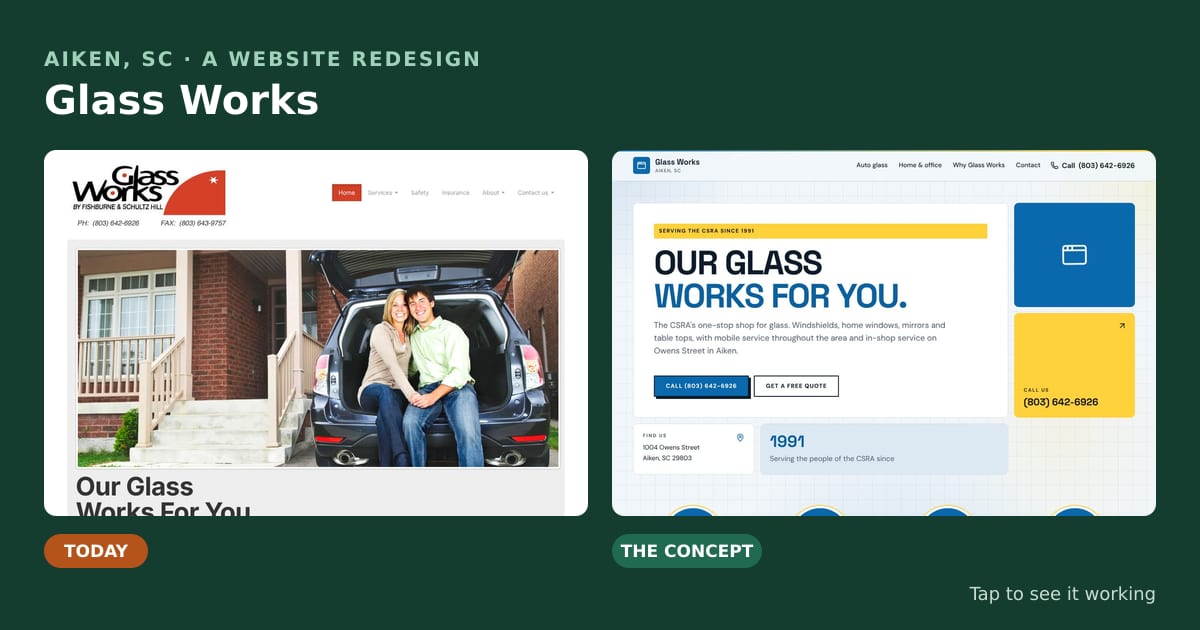 AIKEN, SC · A WEBSITE REDESIGN
Glass Works
Glass
Works
BY FISHBURNE & SCHULTZ HILL
PH: (803) 642-6926 FAX: (803) 643-9757
Home Services Safety Insurance About Contact us
Our Glass
Works For You
TODAY
Glass Works
AIKEN, SC
Auto glass Home & office Why Glass Works Contact Call (803) 642-6926
SERVING THE CSRA SINCE 1991
OUR GLASS
WORKS FOR YOU.
The CSRA's one-stop shop for glass. Windshields, home windows, mirrors and
table tops, with mobile service throughout the area and in-shop service on
Owens Street in Aiken.
CALL (803) 642-6926 GET A FREE QUOTE
CALL US
(803) 642-6926
FIND US
1004 Owens Street
Aiken, SC 29803
1991
Serving the people of the CSRA since
THE CONCEPT
Tap to see it working